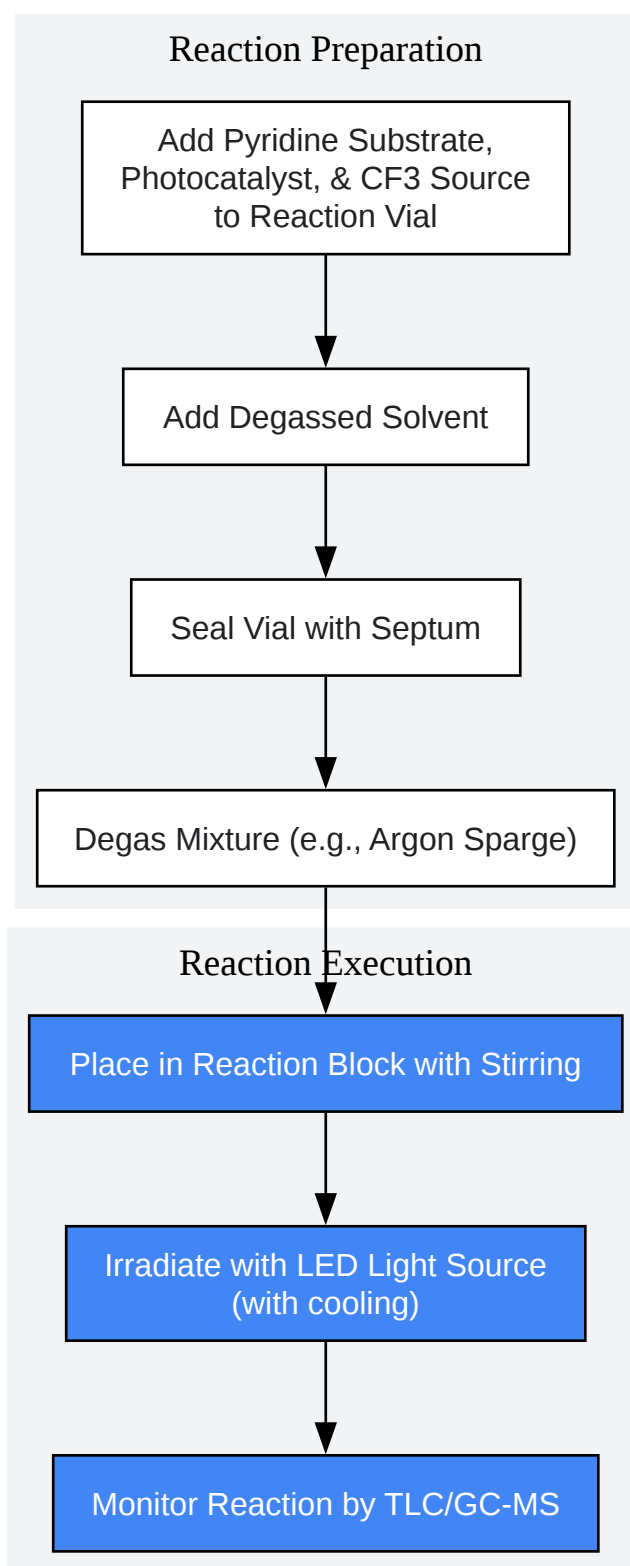 Reaction Preparation
Add Pyridine Substrate,
Photocatalyst, & CF3 Source
to Reaction Vial
Add Degassed Solvent
Seal Vial with Septum
Degas Mixture (e.g., Argon Sparge)
Reaction Execution
Place in Reaction Block with Stirring
Irradiate with LED Light Source
(with cooling)
Monitor Reaction by TLC/GC-MS